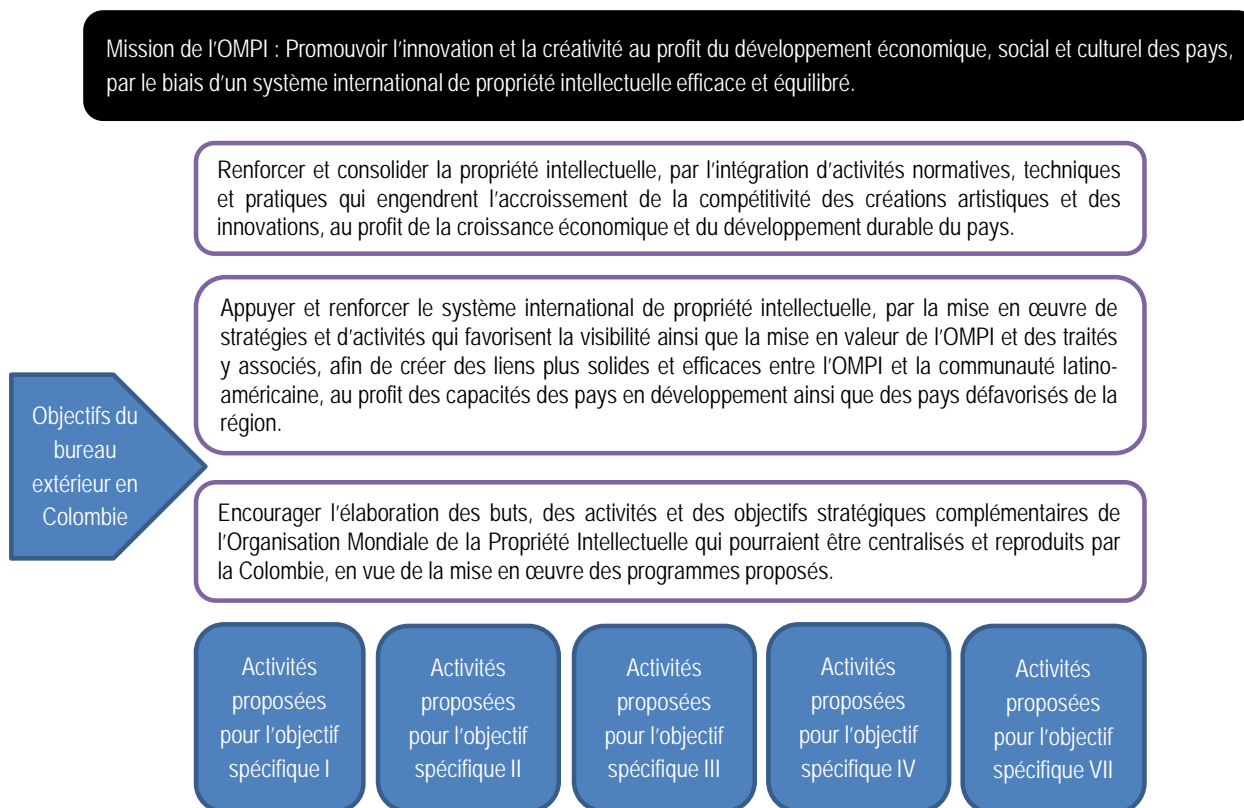 Mission de l'OMPI : Promouvoir l'innovation et la créativité au profit du développement économique, social et culturel des pays,
par le biais d'un système international de propriété intellectuelle efficace et équilibré.
Renforcer et consolider la propriété intellectuelle, par l'intégration d'activités normatives, techniques
et pratiques qui engendrent l'accroissement de la compétitivité des créations artistiques et des
innovations, au profit de la croissance économique et du développement durable du pays.
Appuyer et renforcer le système international de propriété intellectuelle, par la mise en œuvre de
stratégies et d'activités qui favorisent la visibilité ainsi que la mise en valeur de l'OMPI et des traités
y associés, afin de créer des liens plus solides et efficaces entre l'OMPI et la communauté latino-
américaine, au profit des capacités des pays en développement ainsi que des pays défavorisés de la
région.
Objectifs du
bureau
extérieur en
Colombie
Encourager l'élaboration des buts, des activités et des objectifs stratégiques complémentaires de
l'Organisation Mondiale de la Propriété Intellectuelle qui pourraient être centralisés et reproduits par
la Colombie, en vue de la mise en œuvre des programmes proposés.
Activités
proposées
pour l'objectif
spécifique I
Activités
proposées
pour l'objectif
spécifique II
Activités
proposées
pour l'objectif
spécifique III
Activités
proposées
pour l'objectif
spécifique IV
Activités
proposées
pour l'objectif
spécifique VII